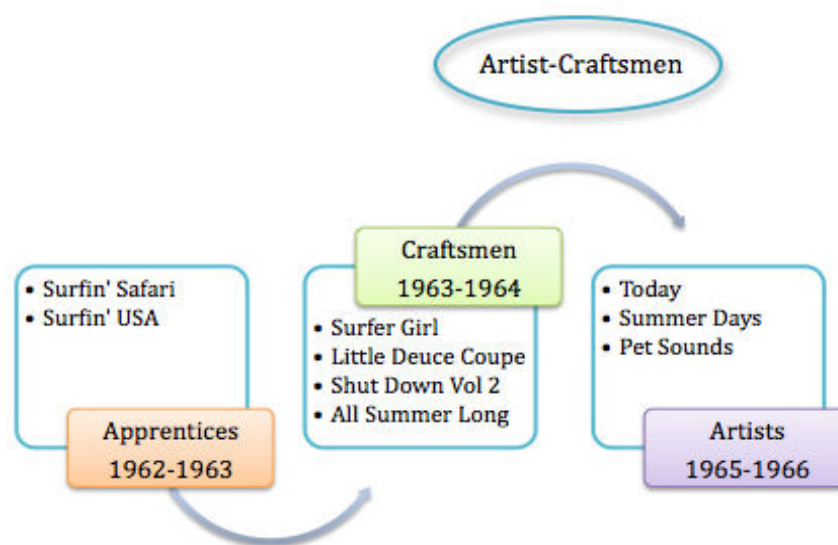 Artist-Craftsmen
• Surfin' Safari
• Surfin' USA
Apprentices
1962-1963
Craftsmen
1963-1964
• Surfer Girl
• Little Deuce Coupe
• Shut Down Vol 2
• All Summer Long
• Today
• Summer Days
• Pet Sounds
Artists
1965-1966